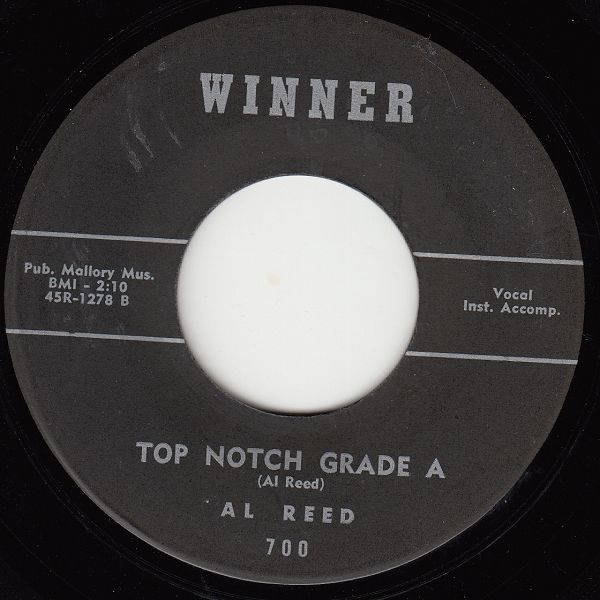 WINNER
Pub. Mallory Mus.
BMI - 2:10
45R-1278 B
Vocal
Inst. Accomp.
TOP NOTCH GRADE A
(Al Reed)
AL REED
700